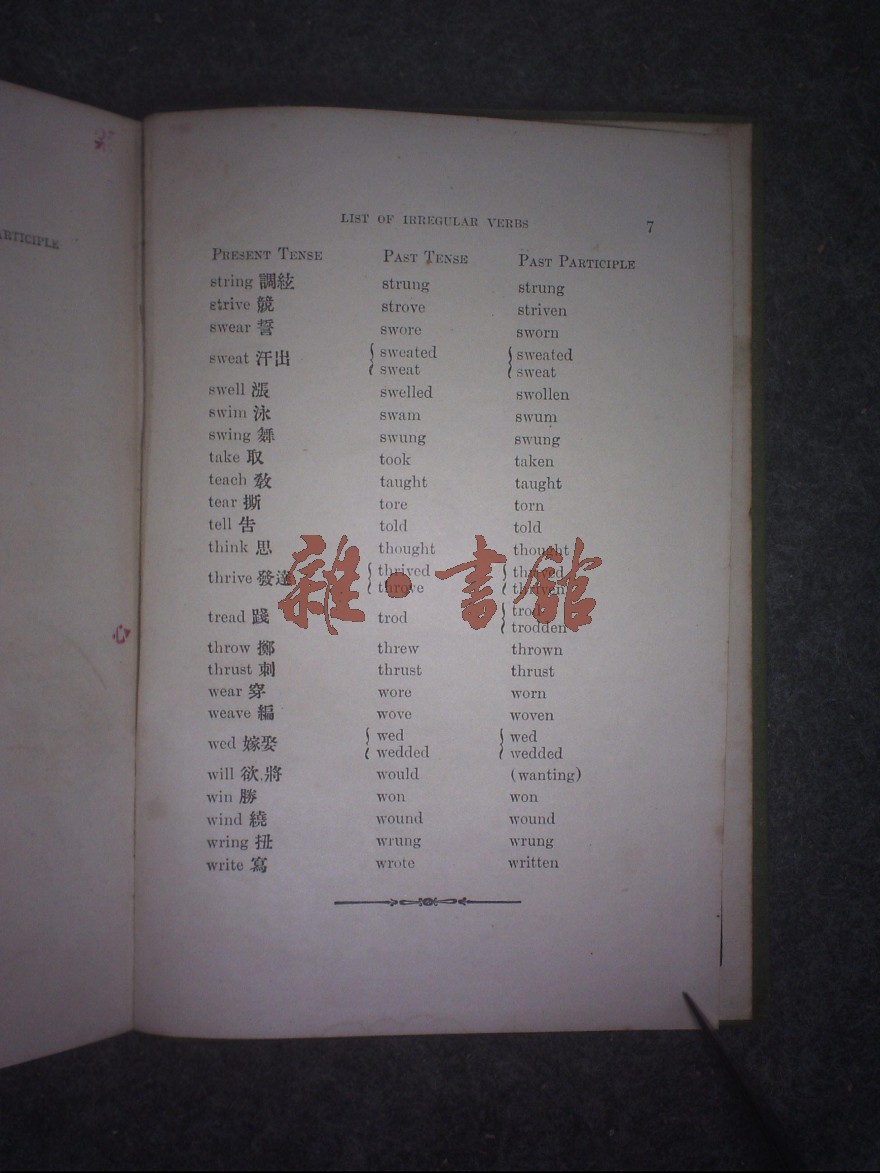 ARTICIPLE
LIST OF IRREGULAR VERBS 7
PRESENT TENSE PAST TENSE PAST PARTICIPLE
string 調絃 strung strung
strive 競 strove striven
swear 誓 swore sworn
sweat 汗出 { sweated { sweated
{ sweat { sweat
swell 漲 swelled swollen
swim 泳 swam swum
swing 舞 swung swung
take 取 took taken
teach 教 taught taught
tear 撕 tore torn
tell 告 told told
think 思 thought thought
thrive 發達 { thrived { thrived
{ throve { thriven
雜·書館
tread 踐 trod { trod
{ trodden
throw 擲 threw thrown
thrust 刺 thrust thrust
wear 穿 wore worn
weave 編 wove woven
wed 嫁娶 { wed { wed
{ wedded { wedded
will 欲,將 would (wanting)
win 勝 won won
wind 繞 wound wound
wring 扭 wrung wrung
write 寫 wrote written
心